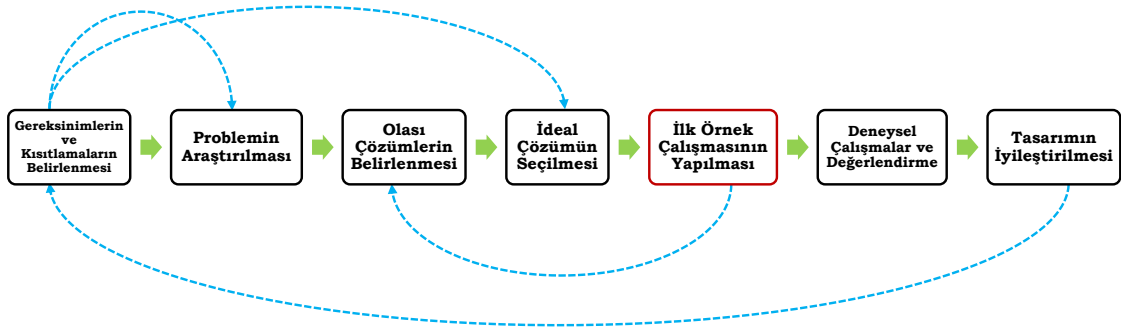 Gereksinimlerin
ve
Kısıtlamaların
Belirlenmesi
Problemin
Araştırılması
Olası
Çözümlerin
Belirlenmesi
İdeal
Çözümün
Seçilmesi
İlk Örnek
Çalışmasının
Yapılması
Deneysel
Çalışmalar ve
Değerlendirme
Tasarımın
İyileştirilmesi